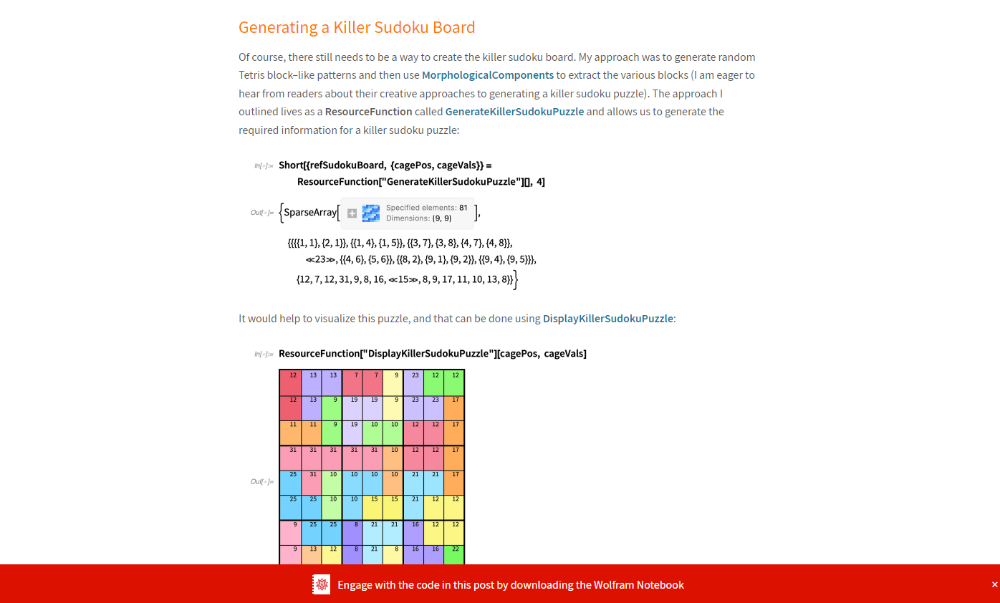 Generating a Killer Sudoku Board
Of course, there still needs to be a way to create the killer sudoku board. My approach was to generate random
Tetris block–like patterns and then use MorphologicalComponents to extract the various blocks (I am eager to
hear from readers about their creative approaches to generating a killer sudoku puzzle). The approach I
outlined lives as a ResourceFunction called GenerateKillerSudokuPuzzle and allows us to generate the
required information for a killer sudoku puzzle:
In[∘]:= Short[{refSudokuBoard, {cagePos, cageVals}} =
ResourceFunction["GenerateKillerSudokuPuzzle"][], 4]
Out[∘]= {SparseArray[ Specified elements: 81
Dimensions: {9, 9} ],
{{{{1, 1}, {2, 1}}, {{1, 4}, {1, 5}}, {{3, 7}, {3, 8}, {4, 7}, {4, 8}},
≪23≫, {{4, 6}, {5, 6}}, {{8, 2}, {9, 1}, {9, 2}}, {{9, 4}, {9, 5}}},
{12, 7, 12, 31, 9, 8, 16, ≪15≫, 8, 9, 17, 11, 10, 13, 8}}}
It would help to visualize this puzzle, and that can be done using DisplayKillerSudokuPuzzle:
In[∘]:= ResourceFunction["DisplayKillerSudokuPuzzle"][cagePos, cageVals]
12 13 13 7 7 9 23 12 12
12 13 9 19 19 9 23 23 17
11 11 9 19 10 10 12 12 17
31 31 31 31 31 10 12 12 17
Out[∘]= 25 31 10 10 10 10 21 21 17
25 25 10 10 15 15 21 12 12
9 25 25 8 21 21 16 12 12
9 13 12 8 21 8 16 16 22
Engage with the code in this post by downloading the Wolfram Notebook ×